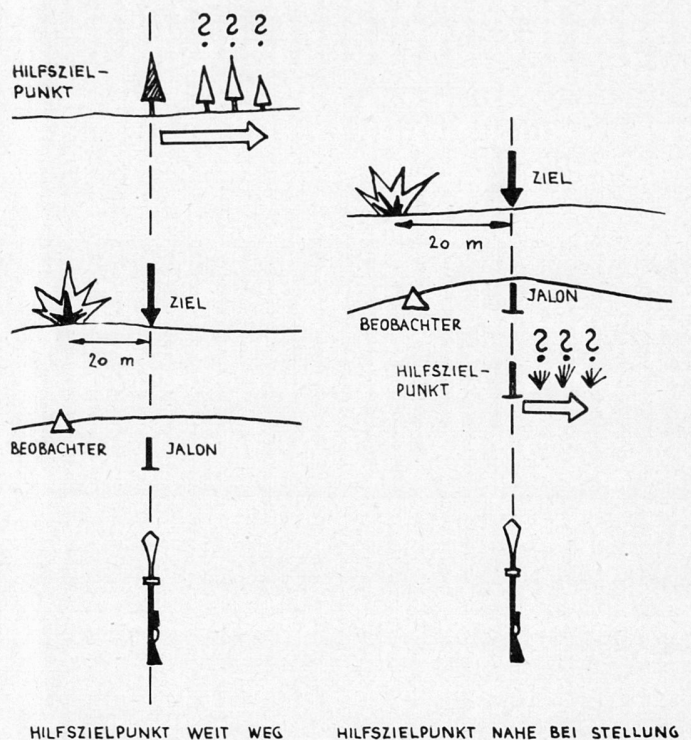 ? ? ?
HILFSZIEL-
PUNKT
ZIEL
20 m
BEOBACHTER
JALON
HILFSZIELPUNKT WEIT WEG
ZIEL
20 m
JALON
BEOBACHTER
? ? ?
HILFSZIEL-
PUNKT
HILFSZIELPUNKT NAHE BEI STELLUNG